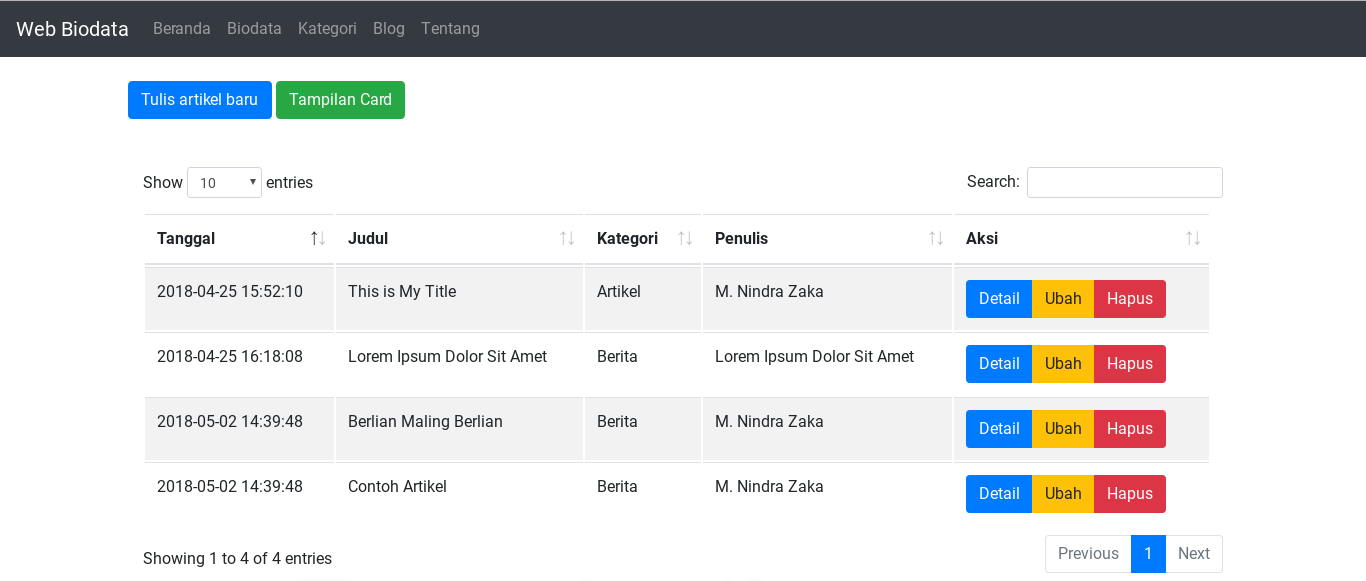 Web Biodata Beranda Biodata Kategori Blog Tentang
Tulis artikel baru Tampilan Card
Show 10 entries Search:
Tanggal Judul Kategori Penulis Aksi
2018-04-25 15:52:10 This is My Title Artikel M. Nindra Zaka Detail Ubah Hapus
2018-04-25 16:18:08 Lorem Ipsum Dolor Sit Amet Berita Lorem Ipsum Dolor Sit Amet Detail Ubah Hapus
2018-05-02 14:39:48 Berlian Maling Berlian Berita M. Nindra Zaka Detail Ubah Hapus
2018-05-02 14:39:48 Contoh Artikel Berita M. Nindra Zaka Detail Ubah Hapus
Showing 1 to 4 of 4 entries Previous 1 Next